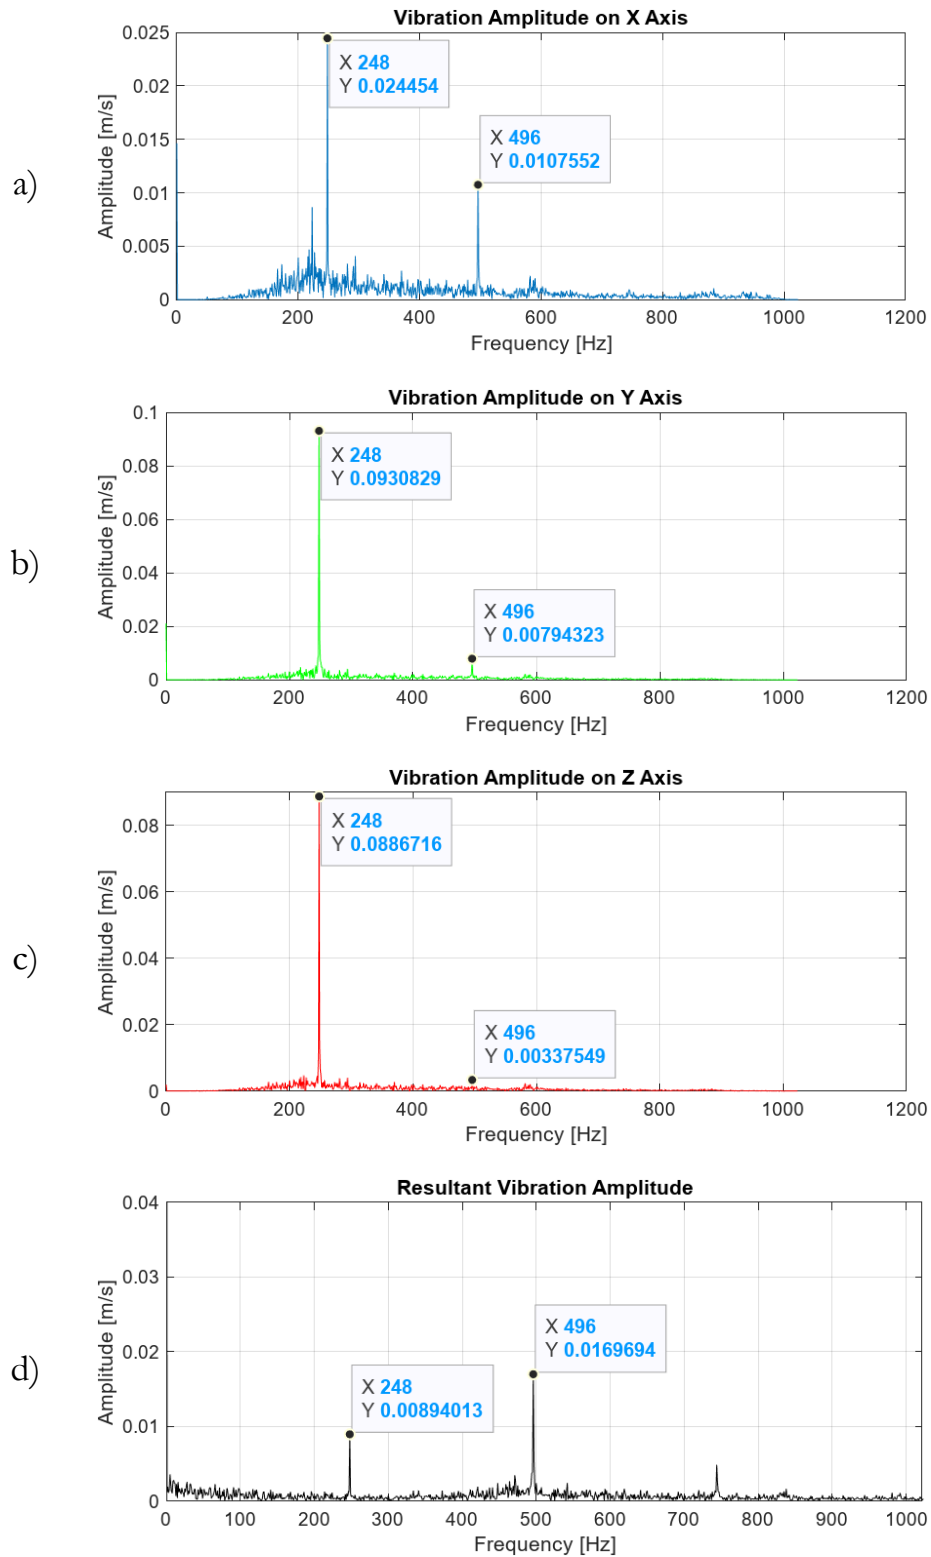 Vibration Amplitude on X Axis
0.025
0.02
0.015
0.01
0.005
0
Amplitude [m/s]
X 248
Y 0.024454
X 496
Y 0.0107552
a)
0 200 400 600 800 1000 1200
Frequency [Hz]
Vibration Amplitude on Y Axis
0.1
0.08
0.06
0.04
0.02
0
Amplitude [m/s]
X 248
Y 0.0930829
X 496
Y 0.00794323
b)
0 200 400 600 800 1000 1200
Frequency [Hz]
Vibration Amplitude on Z Axis
0.08
0.06
0.04
0.02
0
Amplitude [m/s]
X 248
Y 0.0886716
X 496
Y 0.00337549
c)
0 200 400 600 800 1000 1200
Frequency [Hz]
Resultant Vibration Amplitude
0.04
0.03
0.02
0.01
0
Amplitude [m/s]
X 496
Y 0.0169694
X 248
Y 0.00894013
d)
0 100 200 300 400 500 600 700 800 900 1000
Frequency [Hz]